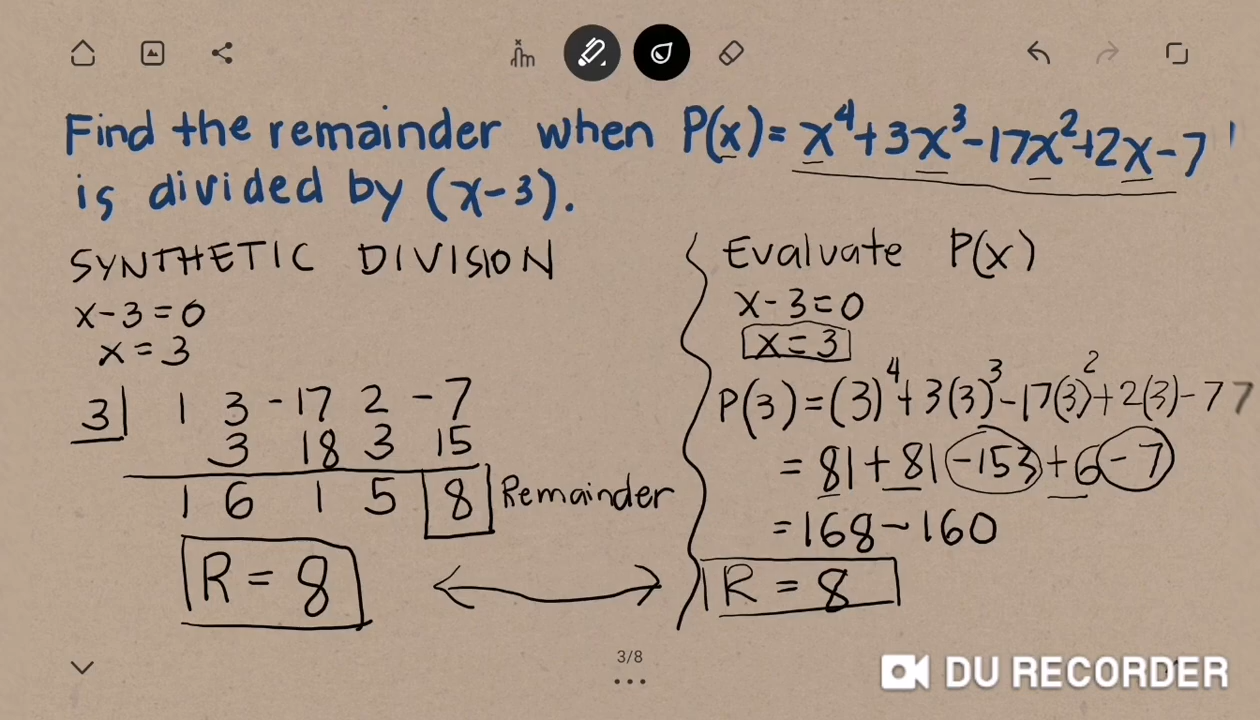 Find the remainder when P(x)= x⁴+3x³-17x²+2x-7
is divided by (x-3).
SYNTHETIC DIVISION
x-3=0
x=3
3| 1 3 -17 2 -7
3 18 3 15
1 6 1 5 8 Remainder
R=8
Evaluate P(x)
x-3=0
x=3
P(3)=(3)⁴+3(3)³-17(3)²+2(3)-77
=81+81-153+6-7
=168-160
R=8
3/8
DU RECORDER